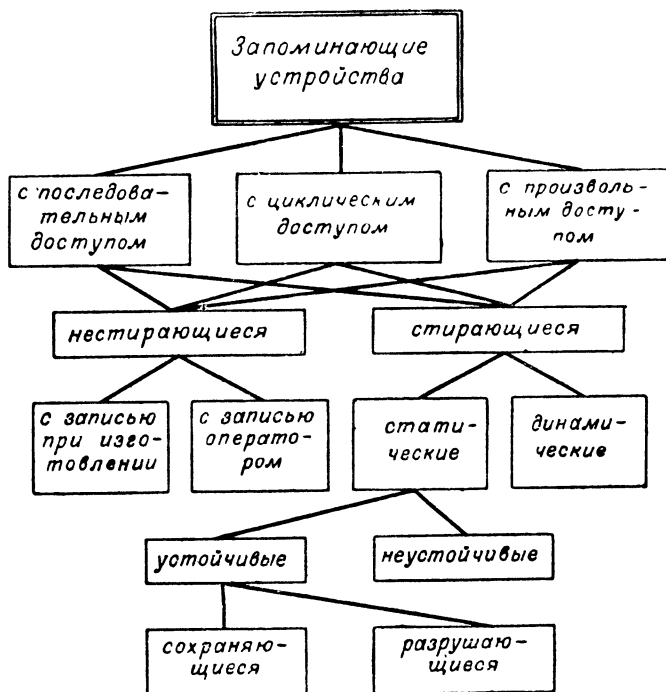 Запоминающие
устройства
с последова-
тельным
доступом
с циклическим
доступом
с произволь-
ным досту-
пом
нестирающиеся
стирающиеся
с записью
при изго-
товлении
с записью
операто-
ром
стати-
ческие
динами-
ческие
устойчивые
неустойчивые
сохраняю-
щиеся
разрушаю-
щиеся